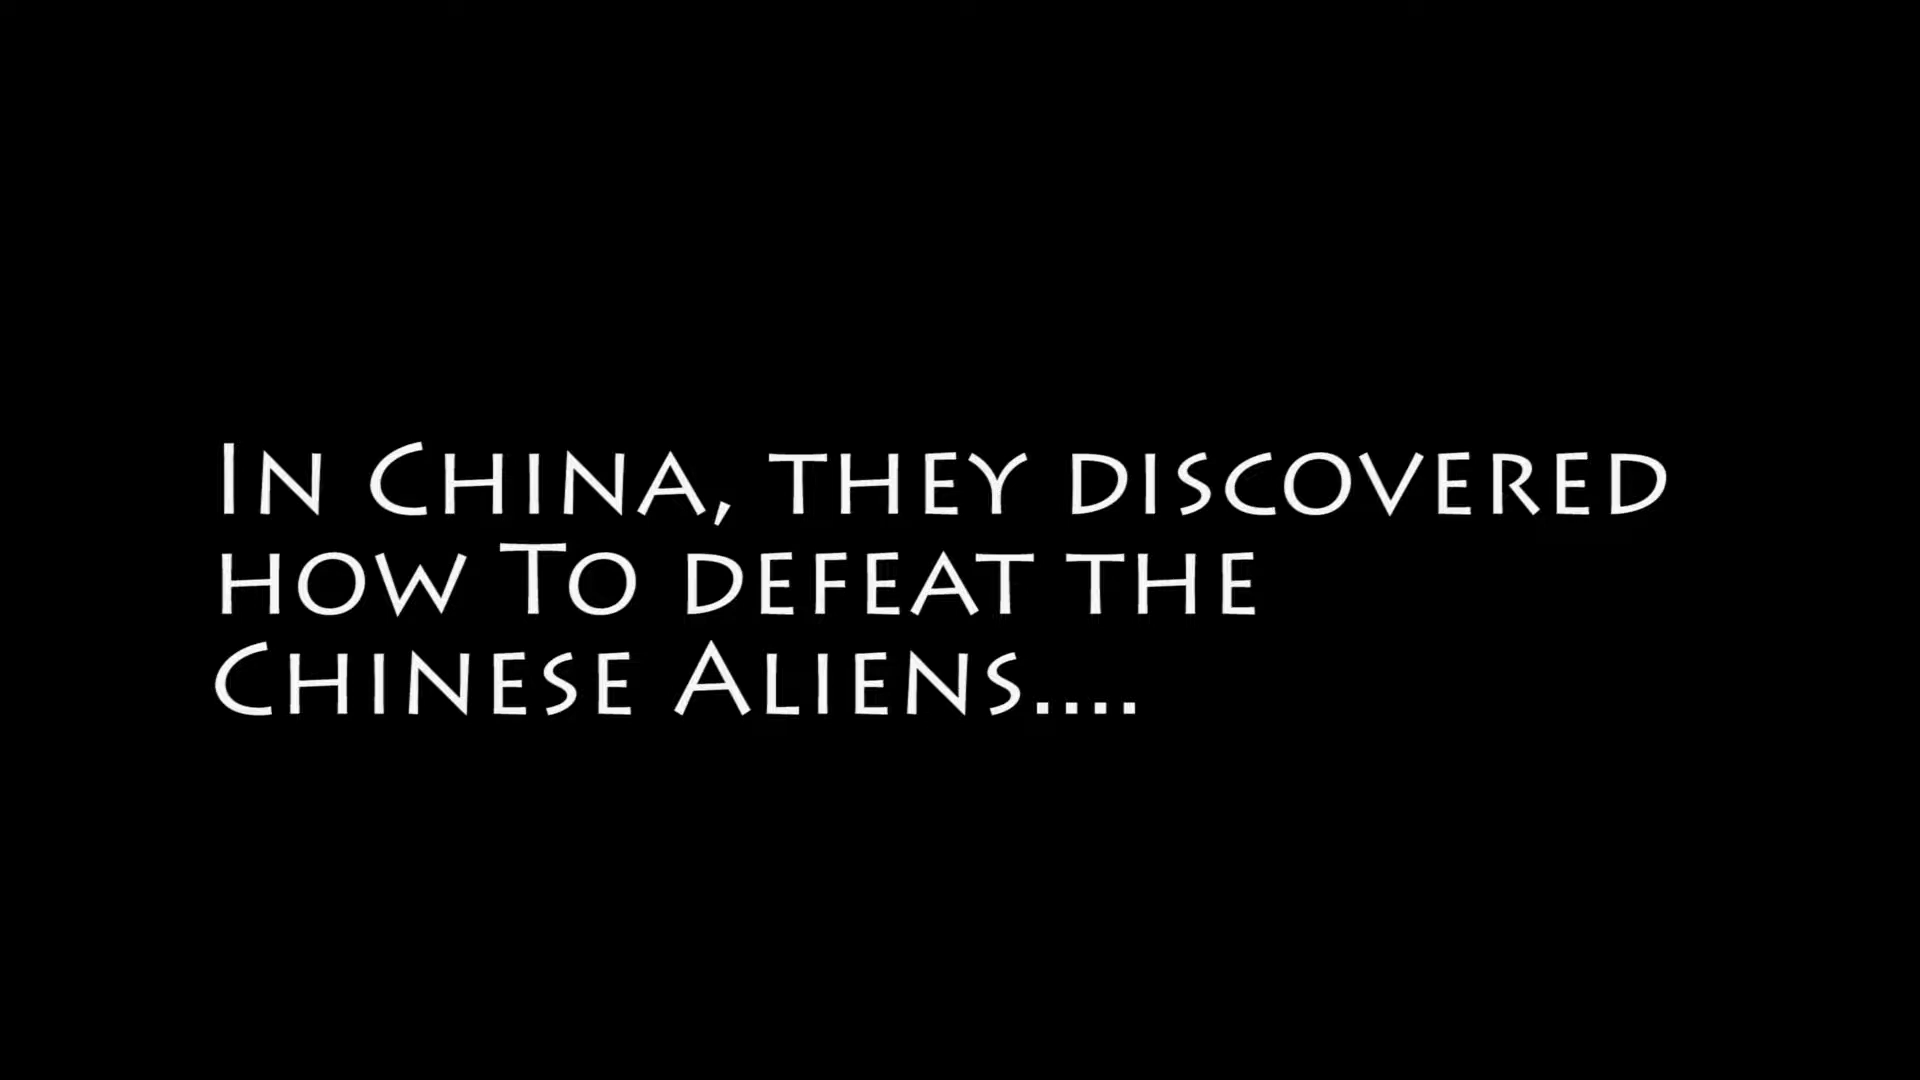 In China, they discovered
how To defeat the
Chinese Aliens....